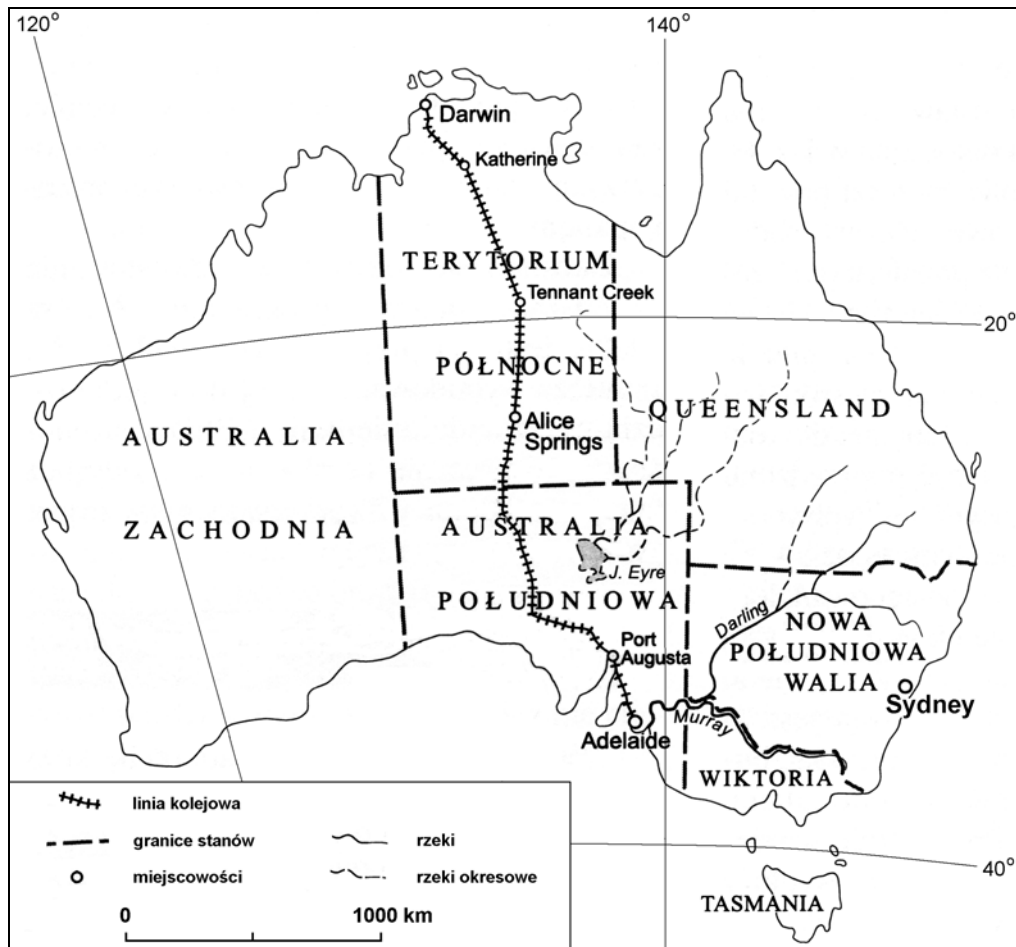 120°
140°
Darwin
Katherine
TERYTORIUM
Tennant Creek
20°
PÓŁNOCNE
QUEENSLAND
AUSTRALIA
Alice
Springs
ZACHODNIA
AUSTRALIA
J. Eyre
POŁUDNIOWA
Darling
NOWA
POŁUDNIOWA
WALIA
Port
Augusta
Sydney
Murray
Adelaide
WIKTORIA
linia kolejowa
granice stanów
rzeki
miejscowości
rzeki okresowe
40°
TASMANIA
0
1000 km